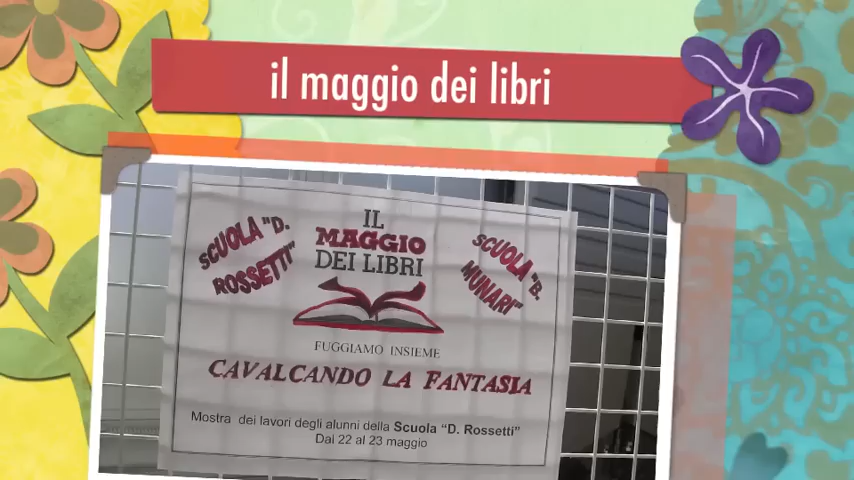 il maggio dei libri
SCUOLA "D.
ROSSETTI"
IL
MAGGIO
DEI LIBRI
SCUOLA "B.
MUNARI"
FUGGIAMO INSIEME
CAVALCANDO LA FANTASIA
Mostra dei lavori degli alunni della Scuola "D. Rossetti"
Dal 22 al 23 maggio